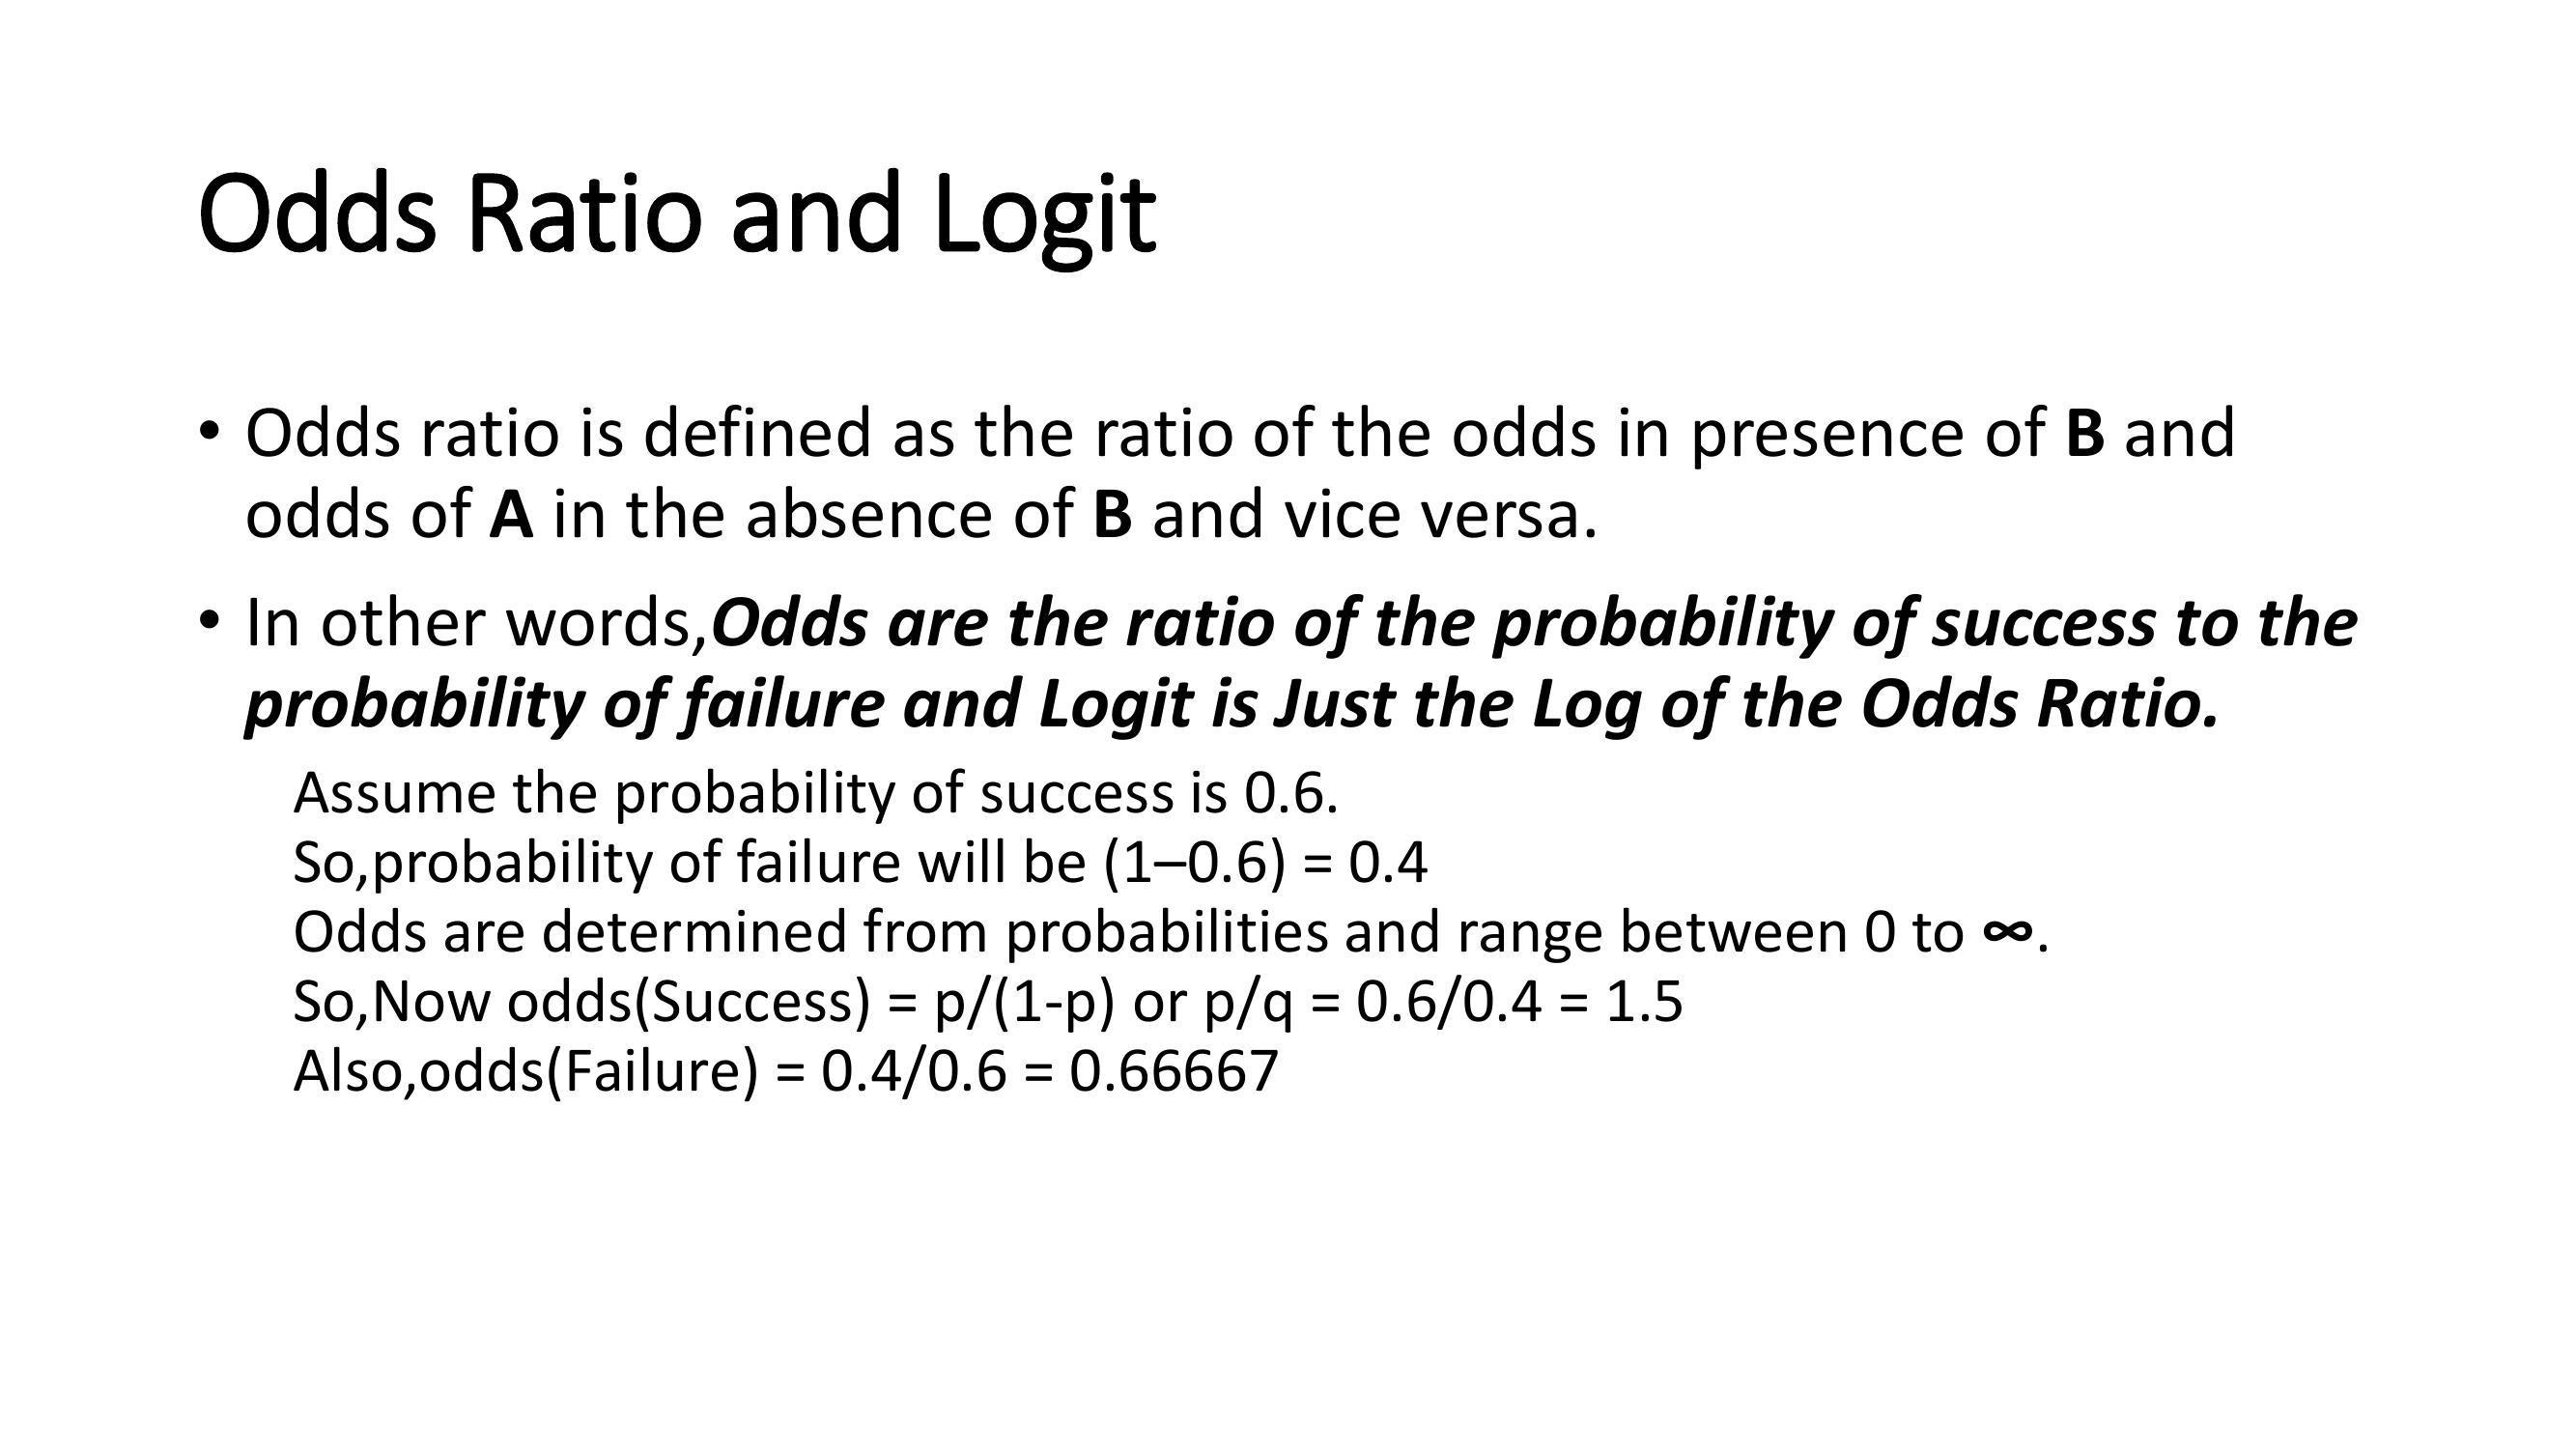 Odds Ratio and Logit
• Odds ratio is defined as the ratio of the odds in presence of B and
odds of A in the absence of B and vice versa.
• In other words,Odds are the ratio of the probability of success to the
probability of failure and Logit is Just the Log of the Odds Ratio.
Assume the probability of success is 0.6.
So,probability of failure will be (1–0.6) = 0.4
Odds are determined from probabilities and range between 0 to ∞.
So,Now odds(Success) = p/(1-p) or p/q = 0.6/0.4 = 1.5
Also,odds(Failure) = 0.4/0.6 = 0.66667